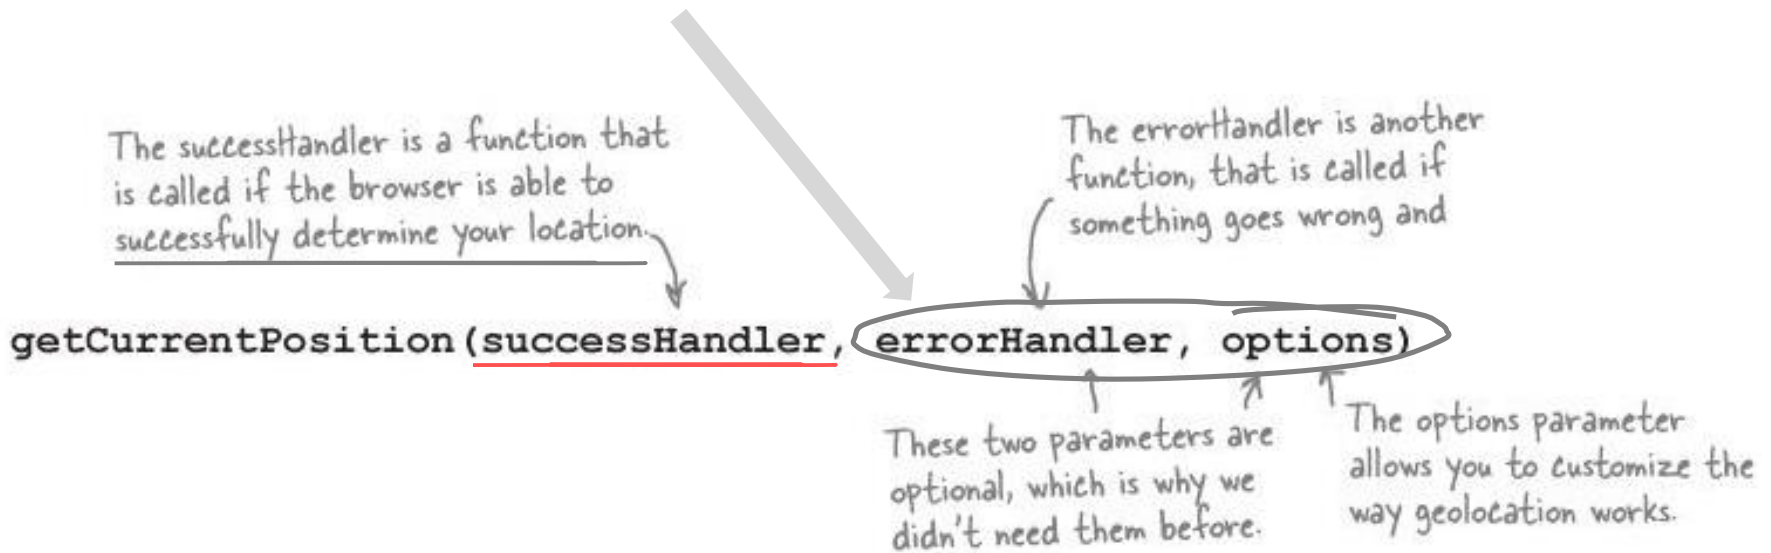 The successHandler is a function that
is called if the browser is able to
successfully determine your location.
The errorHandler is another
function, that is called if
something goes wrong and
getCurrentPosition(successHandler, errorHandler, options)
These two parameters are
optional, which is why we
didn't need them before.
The options parameter
allows you to customize the
way geolocation works.